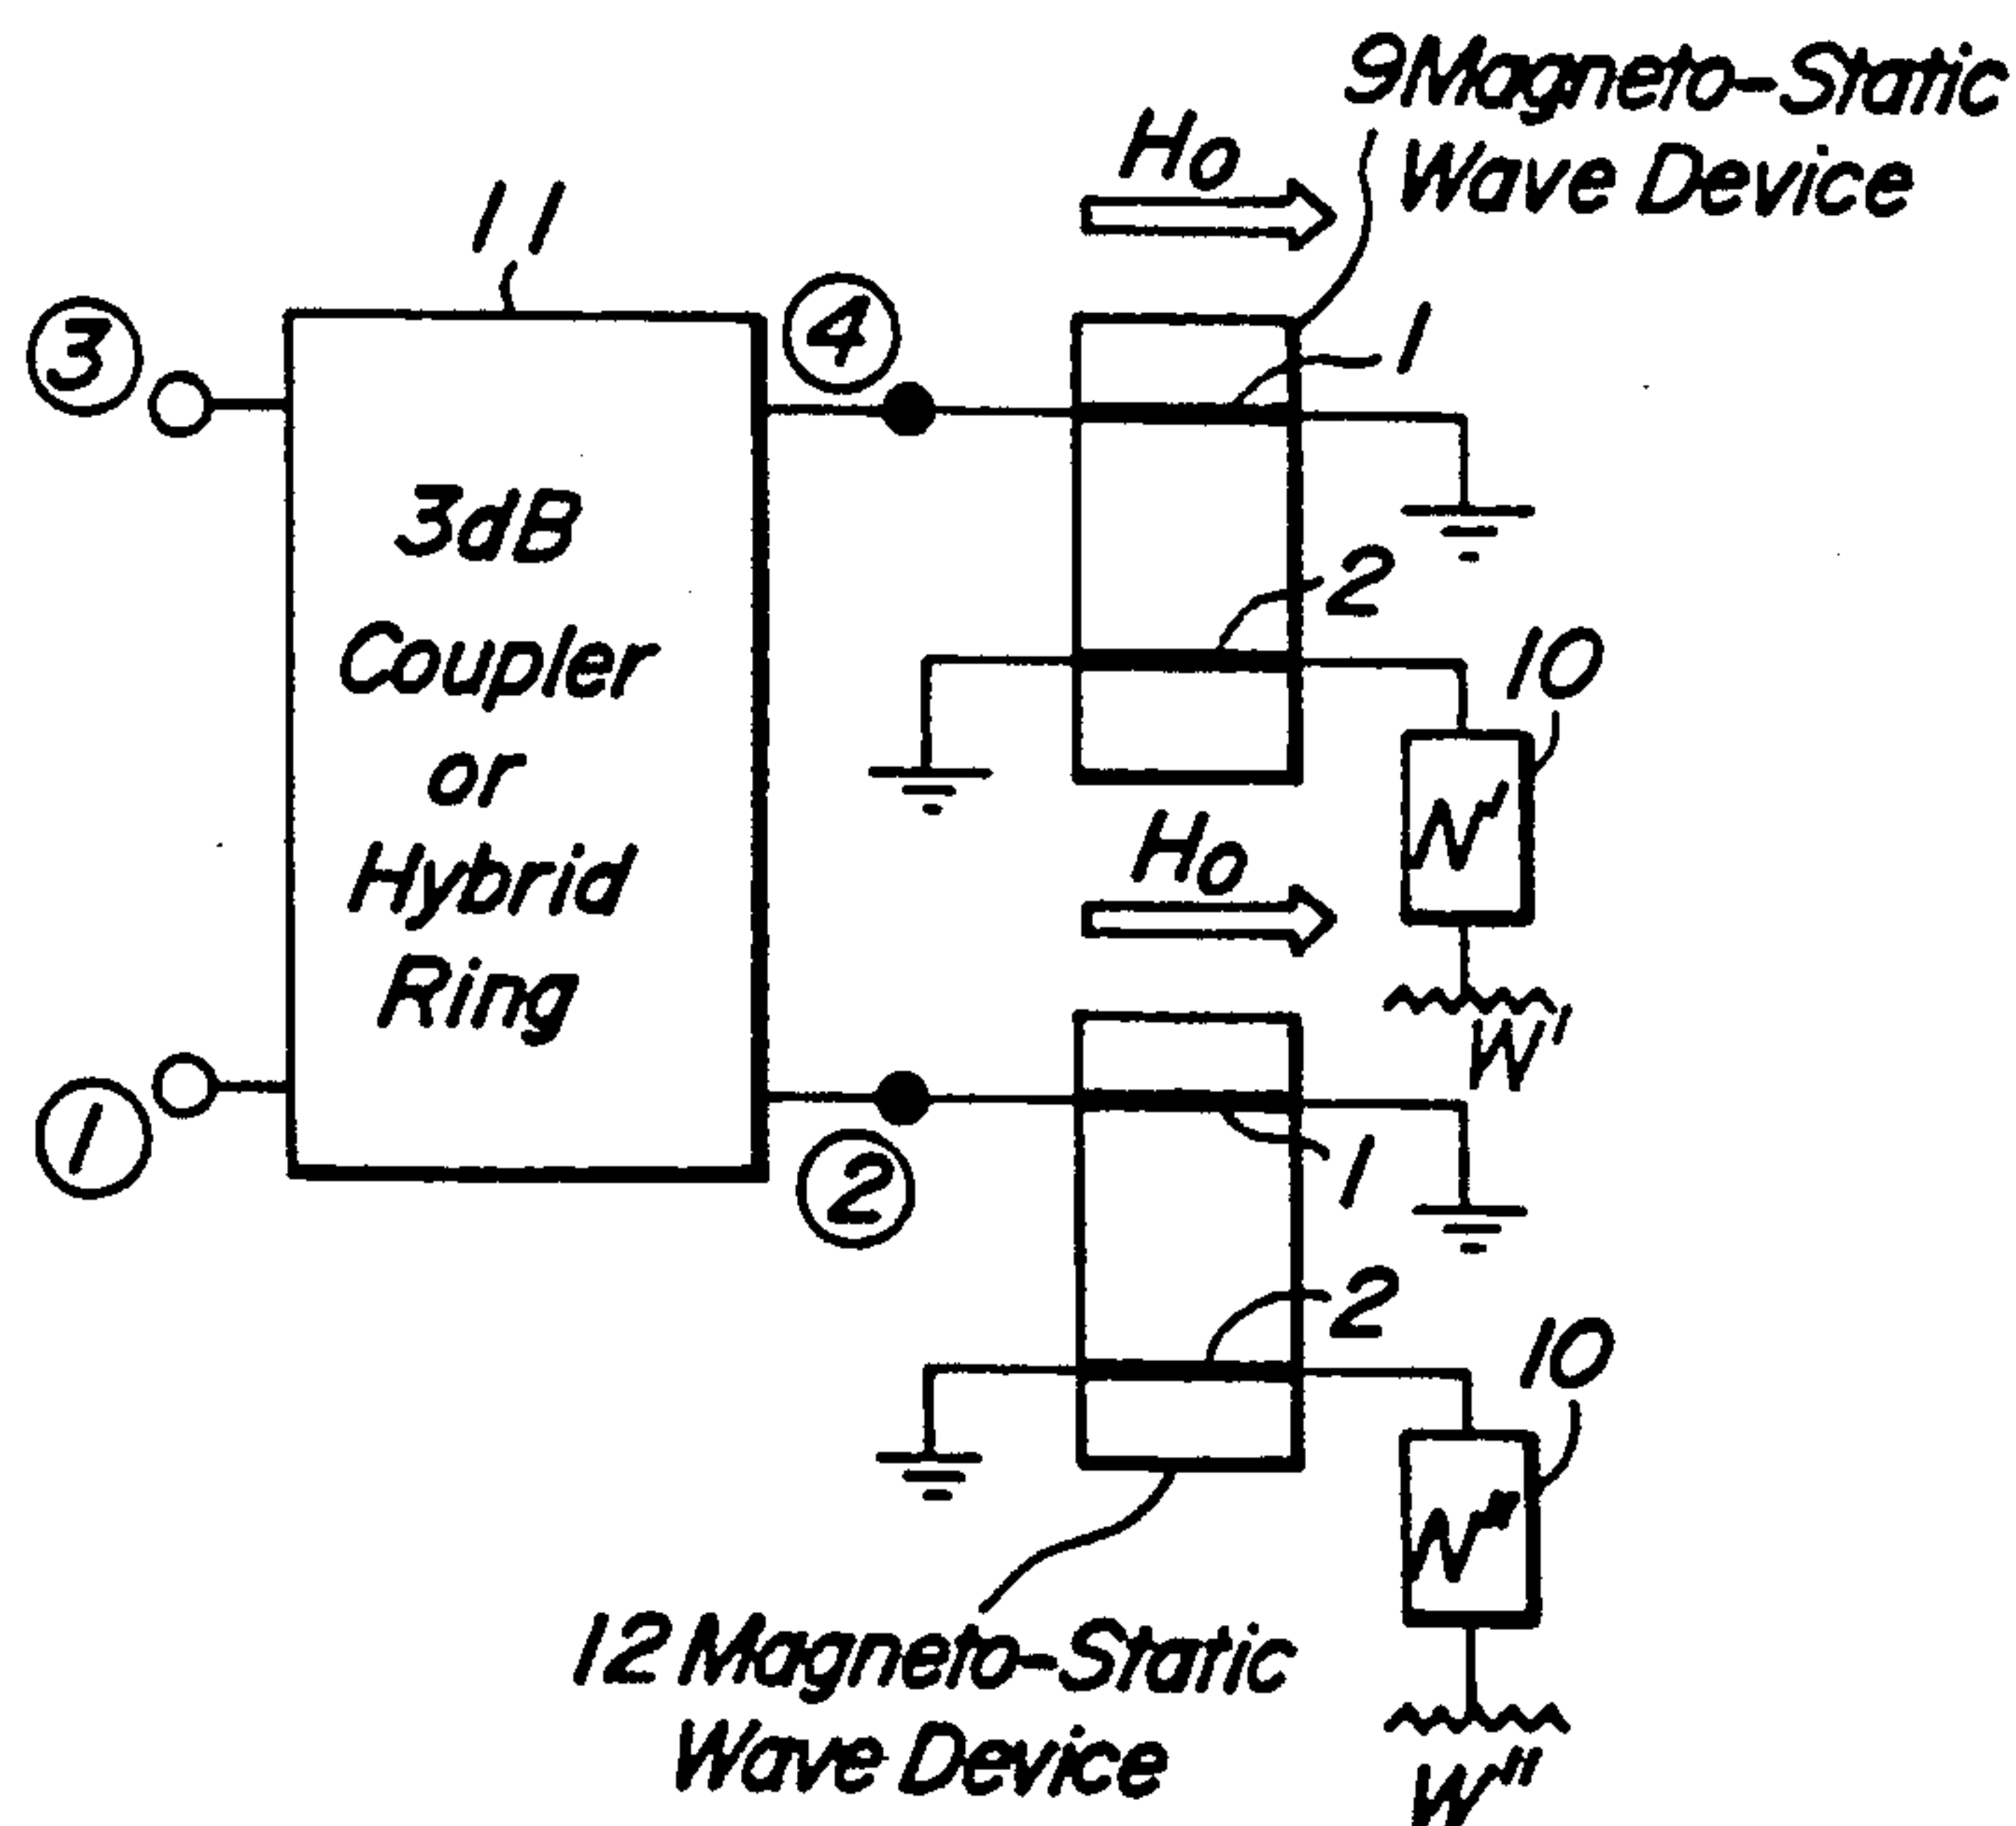 9 Magneto-Static
Wave Device
Ho
11
3
4
1
3dB
Coupler
or
Hybrid
Ring
2
10
N'
Ho
W'
1
2
1
2
10
N"
12 Magneto-Static
Wave Device
W"